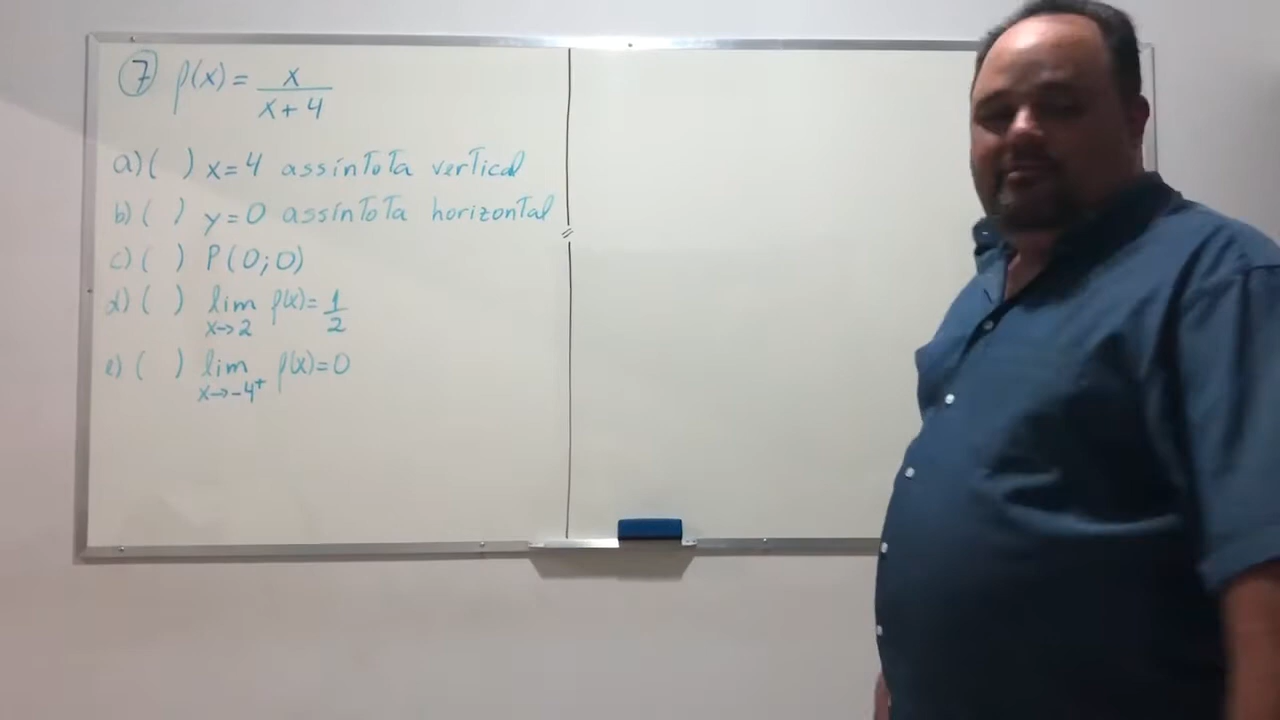 7 f(x) = x/(x+4)
a) ( ) x=4 assíntota vertical
b) ( ) y=0 assíntota horizontal
c) ( ) P(0;0)
d) ( ) lim x→2 f(x)= 1/2
e) ( ) lim x→-4⁺ f(x)=0